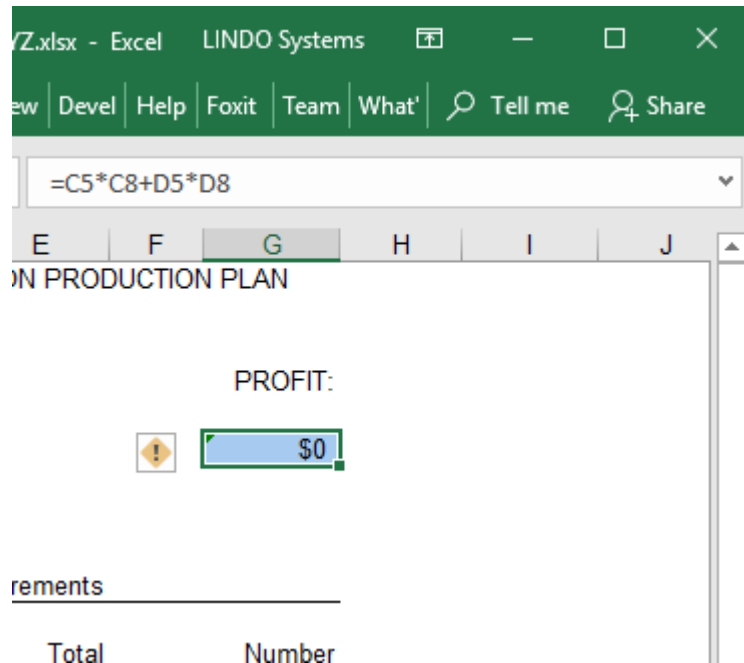 YZ.xlsx - Excel LINDO Systems
ew Devel Help Foxit Team What' Tell me Share
=C5*C8+D5*D8
E F G H I J
ON PRODUCTION PLAN
PROFIT:
! $0
rements
Total Number